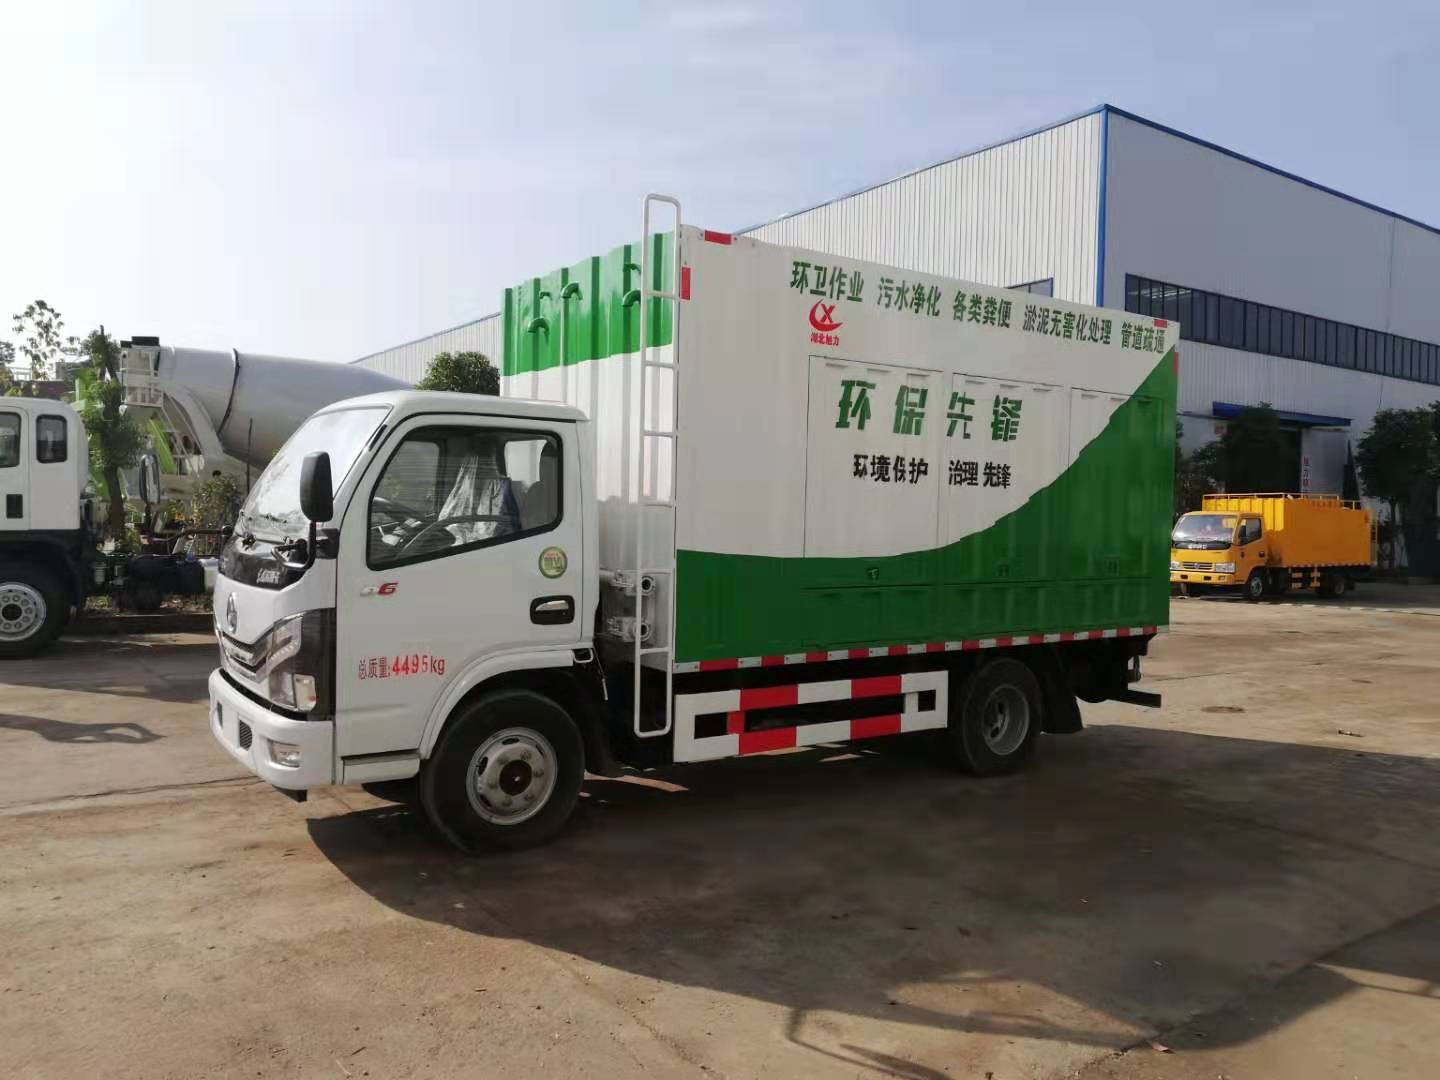 环卫作业 污水净化 各类粪便 淤泥无害化处理 管道疏通
X
湖北旭力
环保先锋
环境保护 治理先锋
D6
总质量:4495kg